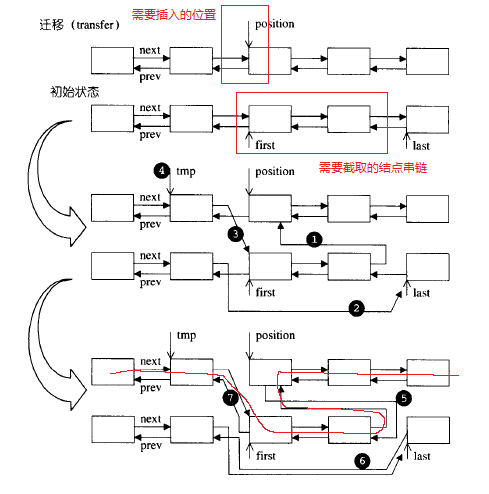 需要插入的位置
迁移 (transfer)
position
next
prev
初始状态
next
prev
first
last
需要截取的结点串链
4 tmp
position
next
prev
3
1
next
prev
first
2
last
tmp
position
next
prev
7
5
next
prev
first
6
last